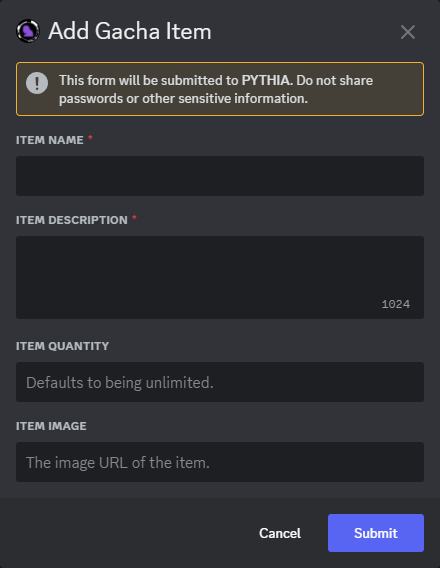 Add Gacha Item
This form will be submitted to PYTHIA. Do not share
passwords or other sensitive information.
ITEM NAME *
ITEM DESCRIPTION *
1024
ITEM QUANTITY
Defaults to being unlimited.
ITEM IMAGE
The image URL of the item.
Cancel
Submit